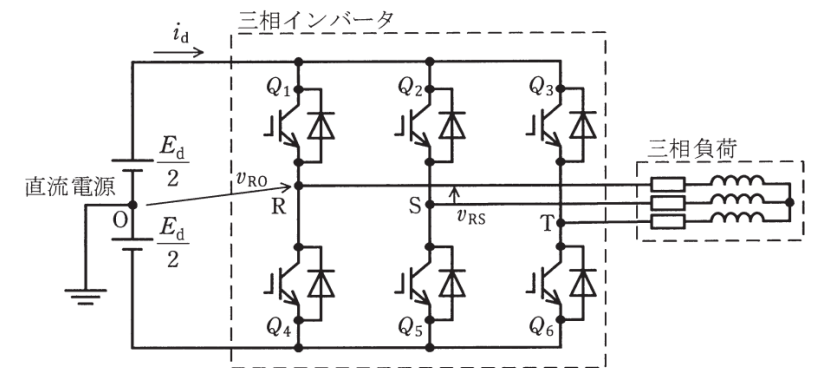 三相インバータ
i_d
Q_1
Q_2
Q_3
三相負荷
E_d/2
直流電源
v_RO
O
R
S
v_RS
T
E_d/2
Q_4
Q_5
Q_6